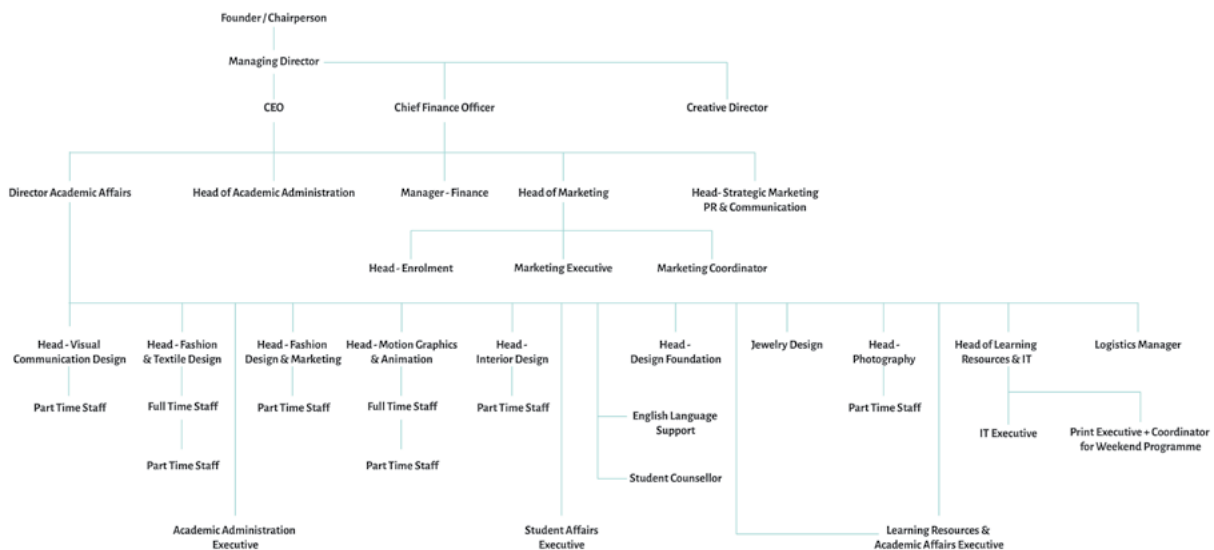 Founder / Chairperson
Managing Director
CEO
Chief Finance Officer
Creative Director
Director Academic Affairs
Head of Academic Administration
Manager - Finance
Head of Marketing
Head- Strategic Marketing
PR & Communication
Head - Enrolment
Marketing Executive
Marketing Coordinator
Head - Visual
Communication Design
Head - Fashion
& Textile Design
Head - Fashion
Design & Marketing
Head - Motion Graphics
& Animation
Head -
Interior Design
Head -
Design Foundation
Jewelry Design
Head -
Photography
Head of Learning
Resources & IT
Logistics Manager
Part Time Staff
Full Time Staff
Part Time Staff
Full Time Staff
Part Time Staff
Part Time Staff
English Language
Support
IT Executive
Print Executive + Coordinator
for Weekend Programme
Part Time Staff
Part Time Staff
Student Counsellor
Academic Administration
Executive
Student Affairs
Executive
Learning Resources &
Academic Affairs Executive